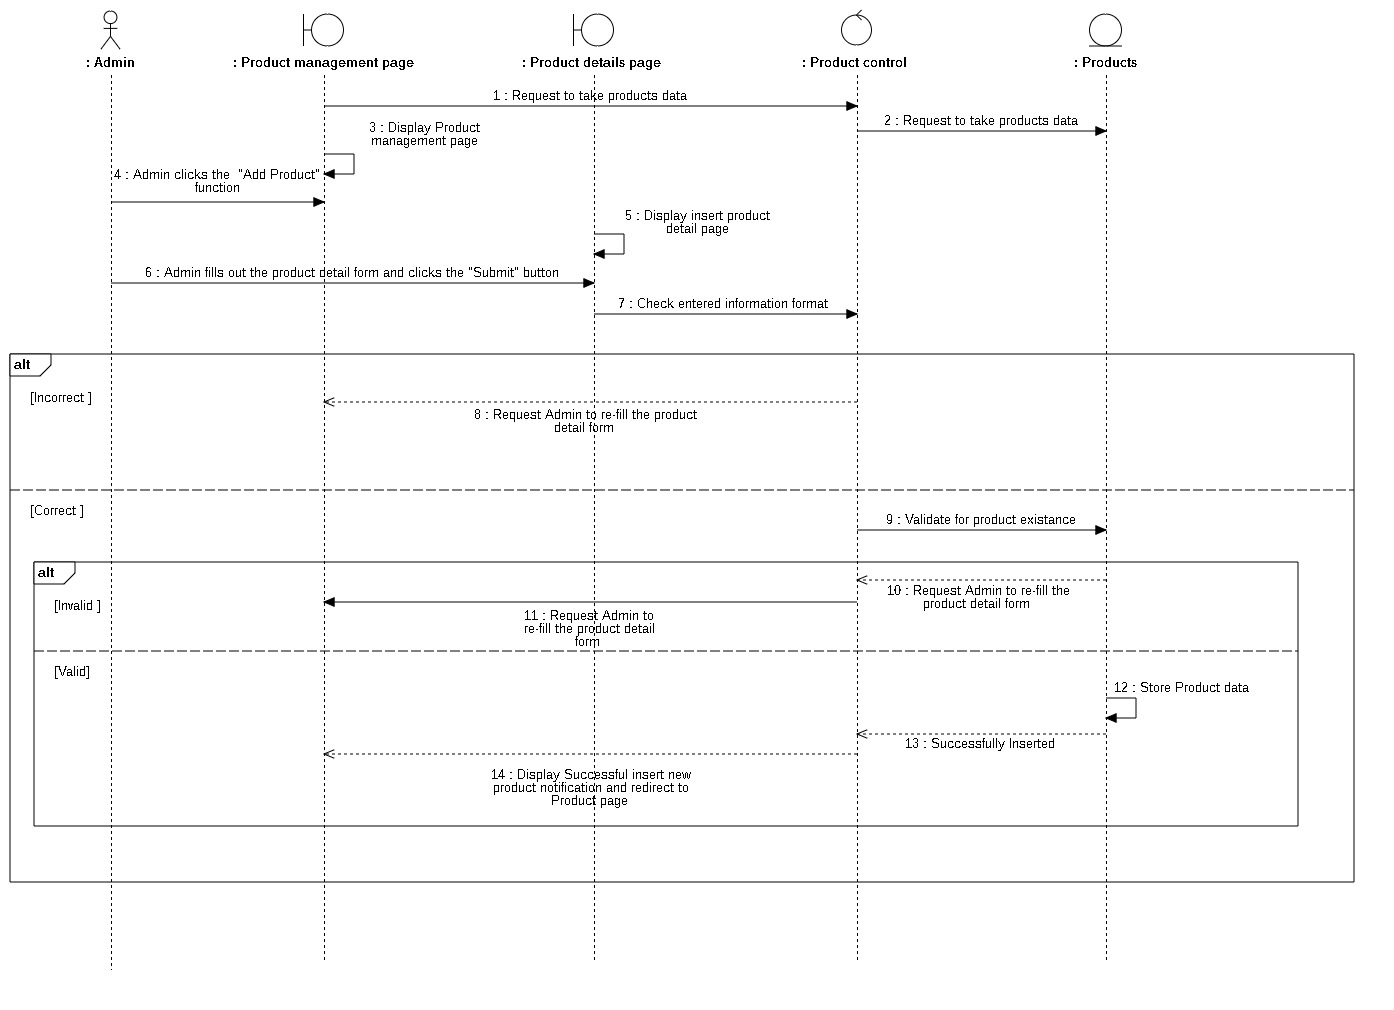 : Admin
: Product management page
: Product details page
: Product control
: Products
1 : Request to take products data
2 : Request to take products data
3 : Display Product
management page
4 : Admin clicks the  "Add Product"
function
5 : Display insert product
detail page
6 : Admin fills out the product detail form and clicks the "Submit" button
7 : Check entered information format
alt
[Incorrect ]
8 : Request Admin to re-fill the product
detail form
[Correct ]
9 : Validate for product existance
alt
10 : Request Admin to re-fill the
product detail form
[Invalid ]
11 : Request Admin to
re-fill the product detail
form
[Valid]
12 : Store Product data
13 : Successfully Inserted
14 : Display Successful insert new
product notification and redirect to
Product page